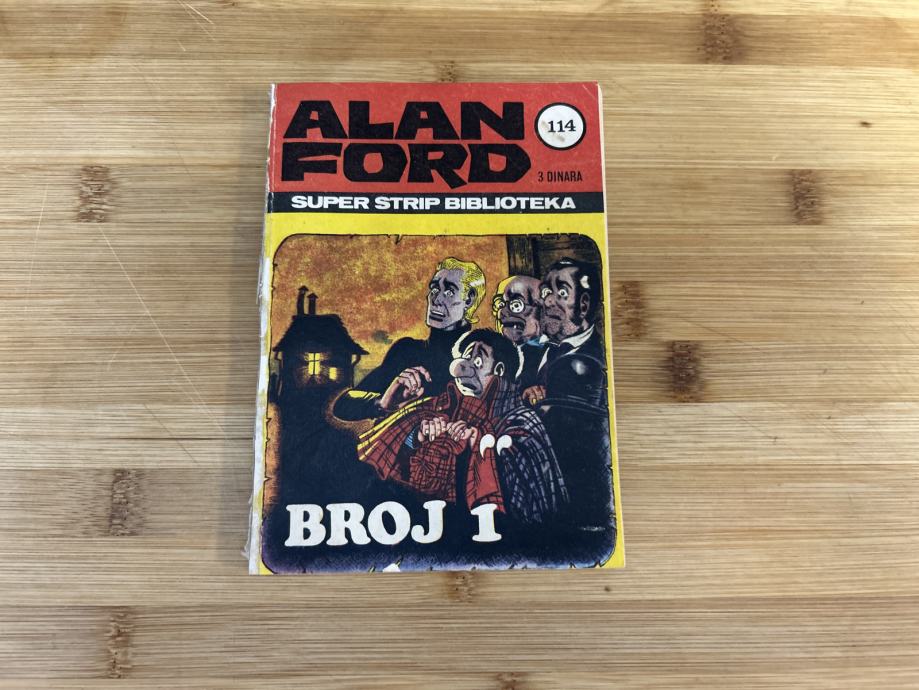 ALAN
FORD
114
3 DINARA
SUPER STRIP BIBLIOTEKA
BROJ 1